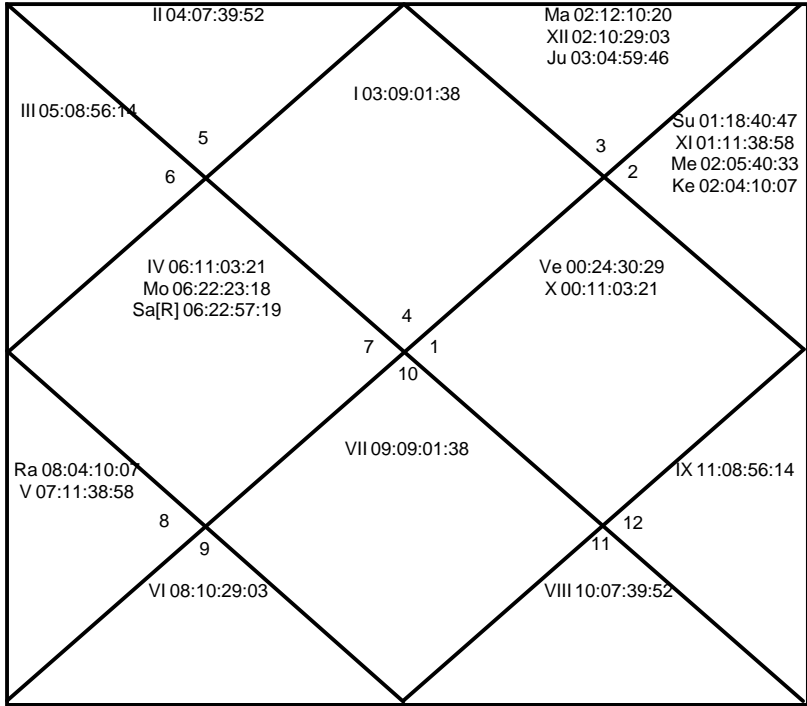 II 04:07:39:52
Ma 02:12:10:20
XII 02:10:29:03
Ju 03:04:59:46
I 03:09:01:38
III 05:08:56:14
Su 01:18:40:47
XI 01:11:38:58
Me 02:05:40:33
Ke 02:04:10:07
5
3
6
2
IV 06:11:03:21
Mo 06:22:23:18
Sa[R] 06:22:57:19
Ve 00:24:30:29
X 00:11:03:21
4
7
1
10
VII 09:09:01:38
Ra 08:04:10:07
V 07:11:38:58
IX 11:08:56:14
8
12
9
11
VI 08:10:29:03
VIII 10:07:39:52